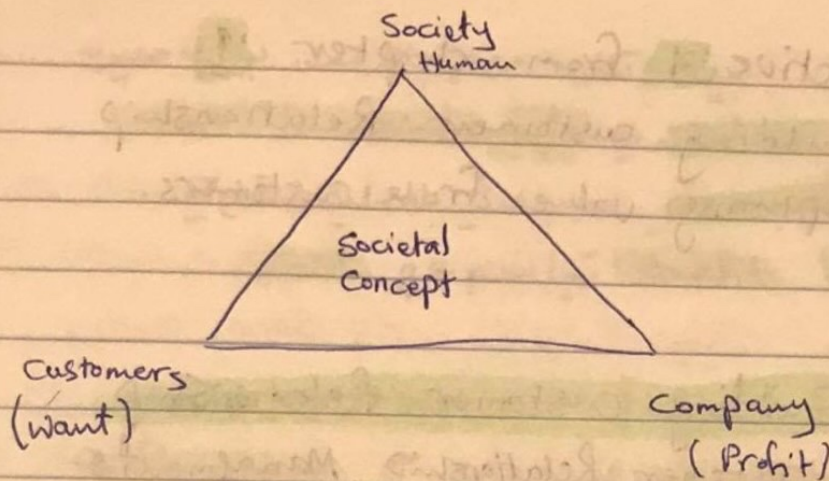 Society
Human
Societal
Concept
Customers
(Want)
Company
(Profit)